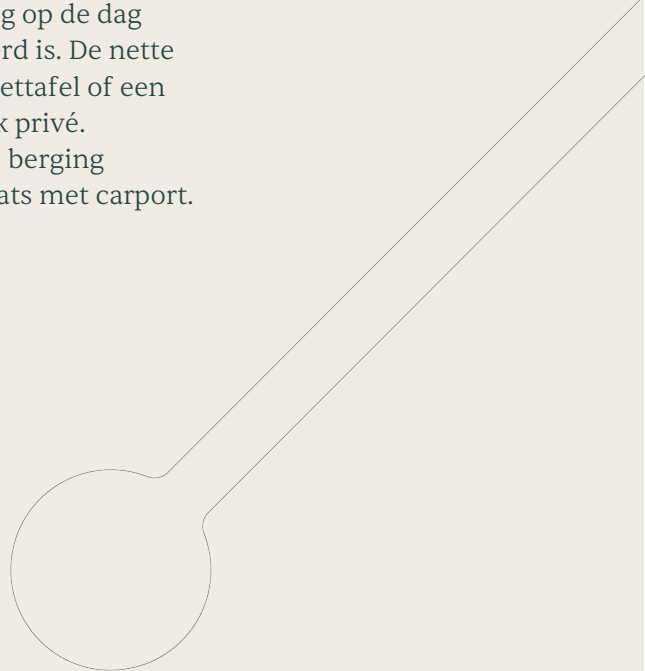 g op de dag
rd is. De nette
ettafel of een
k privé.
berging
ats met carport.